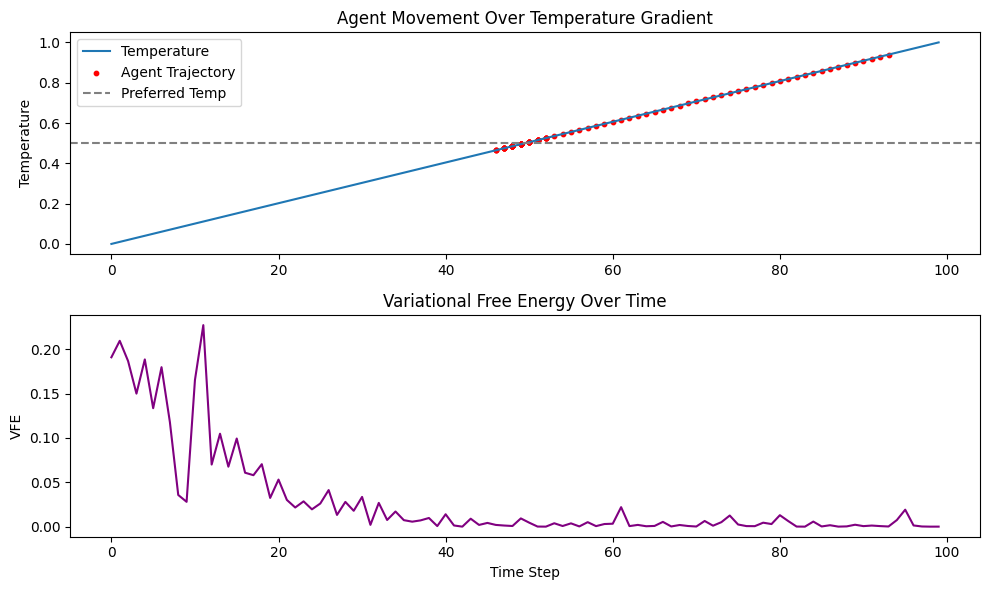 Agent Movement Over Temperature Gradient
Temperature
Agent Trajectory
Preferred Temp
Temperature
1.0
0.8
0.6
0.4
0.2
0.0
0 20 40 60 80 100
Variational Free Energy Over Time
VFE
0.20
0.15
0.10
0.05
0.00
0 20 40 60 80 100
Time Step